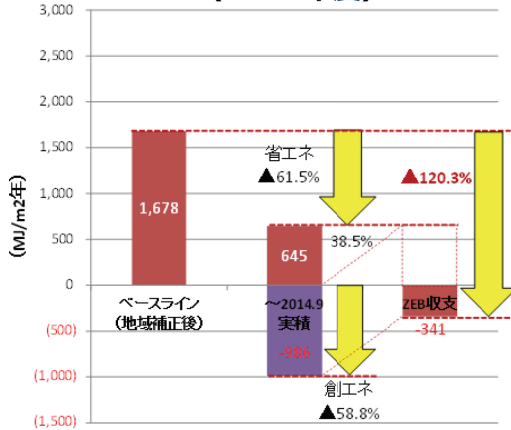 3,000
2,500
2,000
1,500
1,000
500
0
(500)
(1,000)
(1,500)
(MJ/m2年)
省エネ
▲61.5%
▲120.3%
1,678
645
38.5%
ベースライン
(地域補正後)
～2014.9
実績
ZEB収支
-986
-341
創エネ
▲58.8%